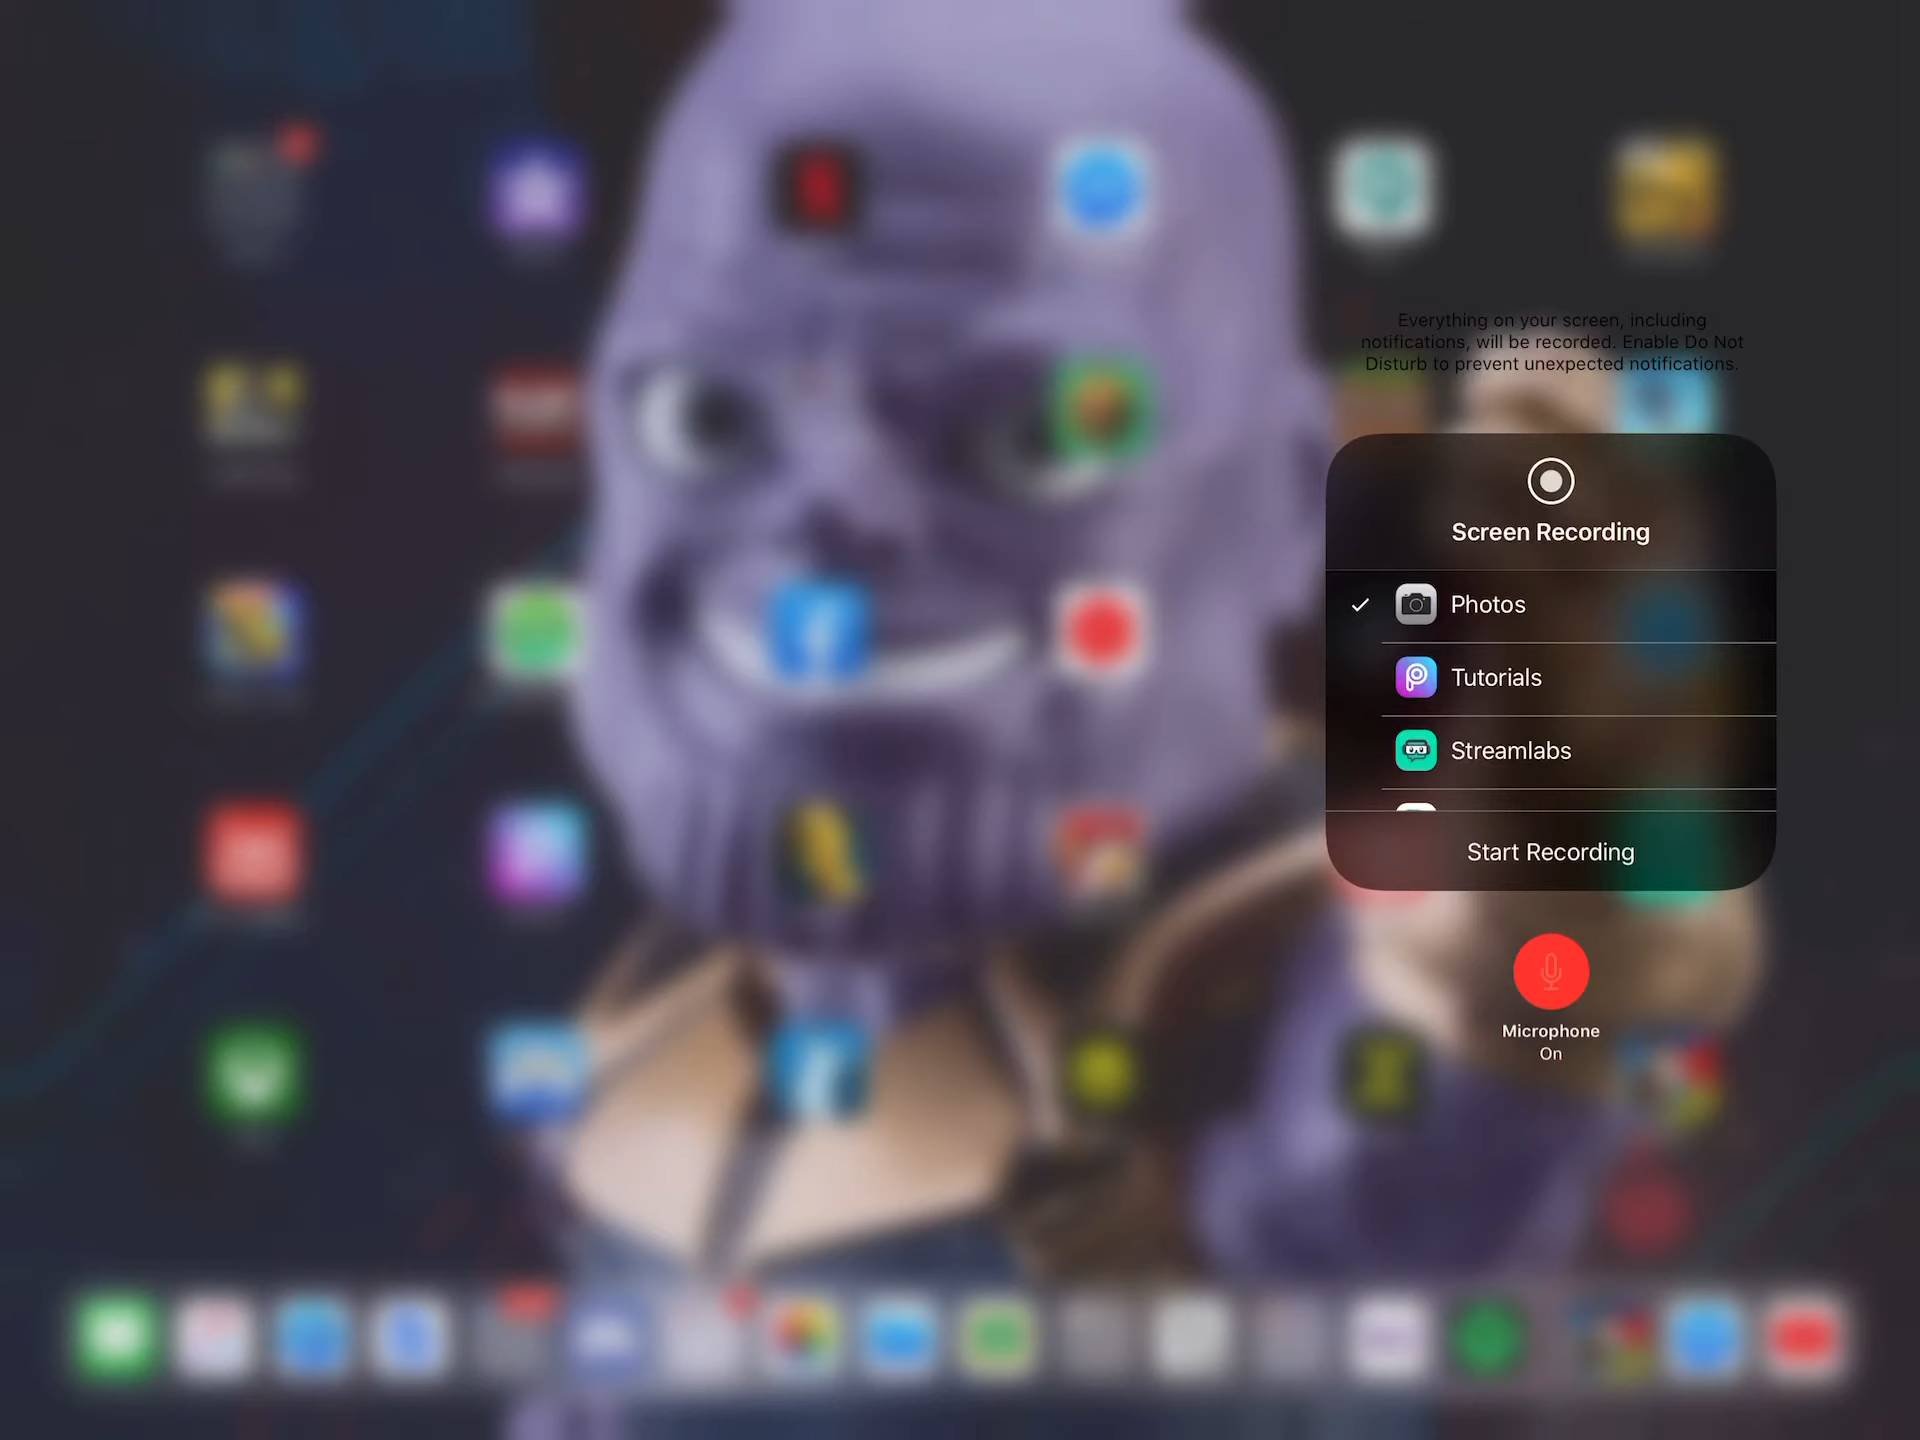 Everything on your screen, including
notifications, will be recorded. Enable Do Not
Disturb to prevent unexpected notifications.
Screen Recording
Photos
Tutorials
Streamlabs
Start Recording
Microphone
On